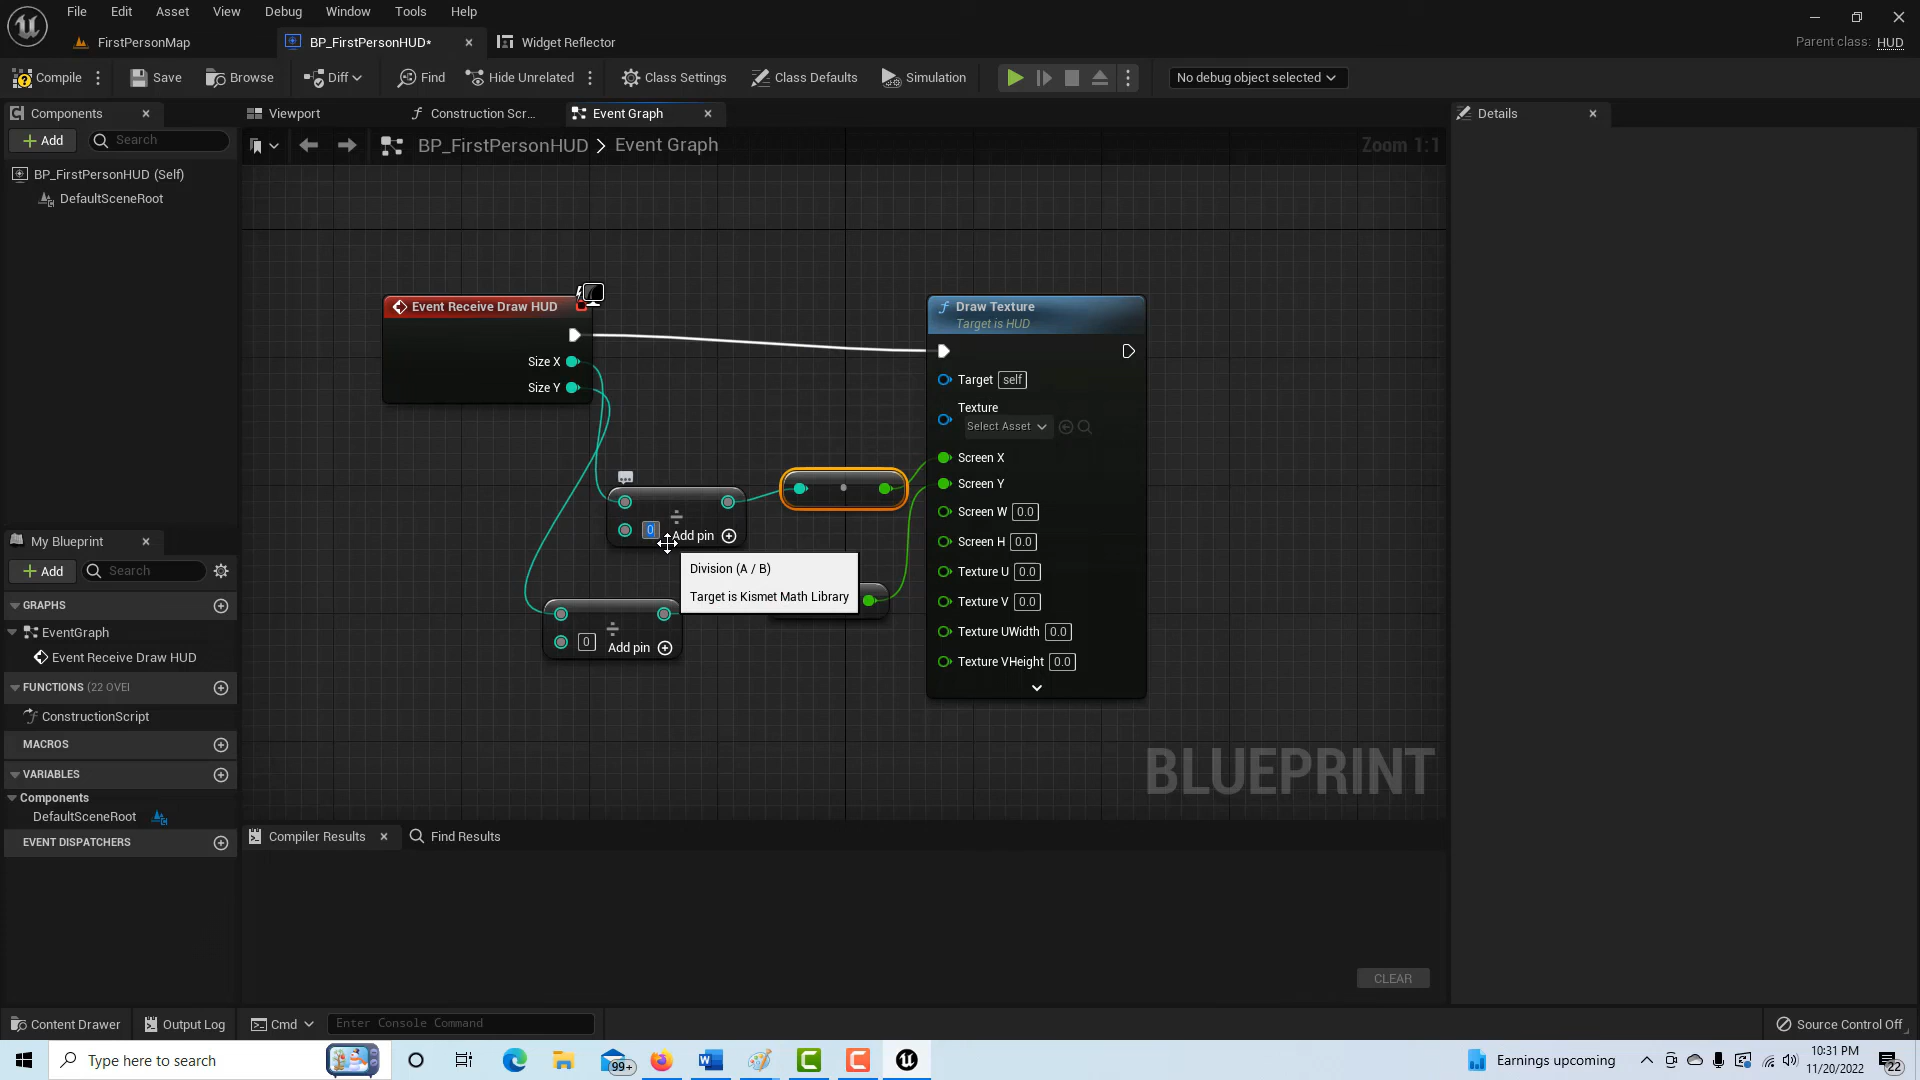 File Edit Asset View Debug Window Tools Help
FirstPersonMap BP_FirstPersonHUD* Widget Reflector
Parent class: HUD
Compile Save Browse Diff Find Hide Unrelated Class Settings Class Defaults Simulation No debug object selected
Components Viewport Construction Scr... Event Graph Details
Add Search
BP_FirstPersonHUD > Event Graph
Zoom 1:1
BP_FirstPersonHUD (Self)
DefaultSceneRoot
Event Receive Draw HUD
Size X
Size Y
Draw Texture
Target is HUD
Target self
Texture
Select Asset
Screen X
Screen Y
Screen W 0.0
Screen H 0.0
Texture U 0.0
Texture V 0.0
Texture UWidth 0.0
Texture VHeight 0.0
0 Add pin
Division (A / B)
Target is Kismet Math Library
0 Add pin
BLUEPRINT
My Blueprint
Add Search
GRAPHS
EventGraph
Event Receive Draw HUD
FUNCTIONS (22 OVEI
ConstructionScript
MACROS
VARIABLES
Components
DefaultSceneRoot
EVENT DISPATCHERS
Compiler Results Find Results
CLEAR
Content Drawer Output Log Cmd Enter Console Command Source Control Off
Type here to search 99+ Earnings upcoming 10:31 PM
11/20/2022 22